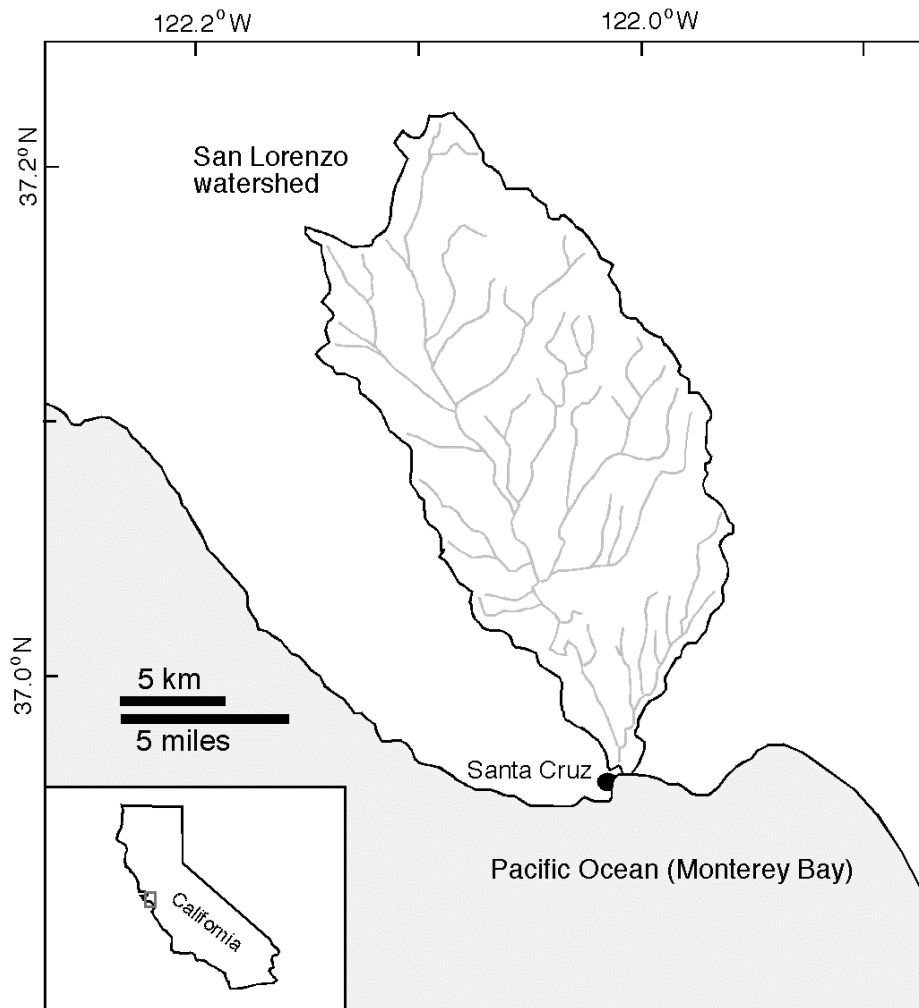 122.2°W
122.0°W
37.2°N
San Lorenzo
watershed
37.0°N
5 km
5 miles
Santa Cruz
Pacific Ocean (Monterey Bay)
California